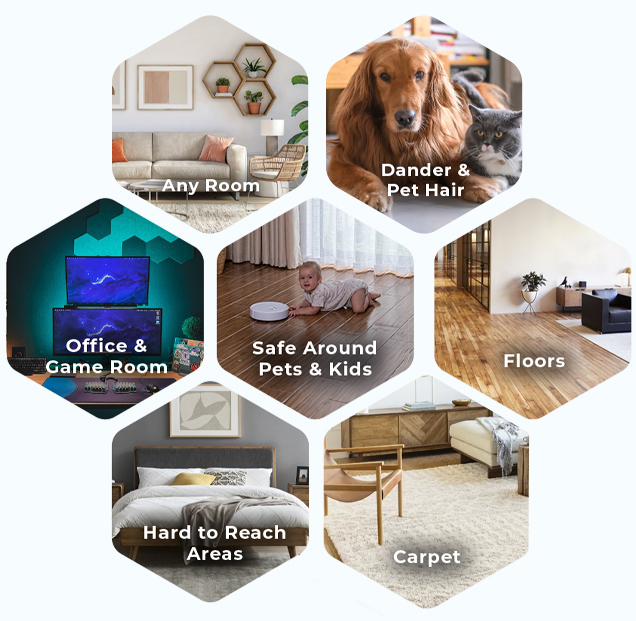 Any Room
Dander &
Pet Hair
Office &
Game Room
Safe Around
Pets & Kids
Floors
Hard to Reach
Areas
Carpet